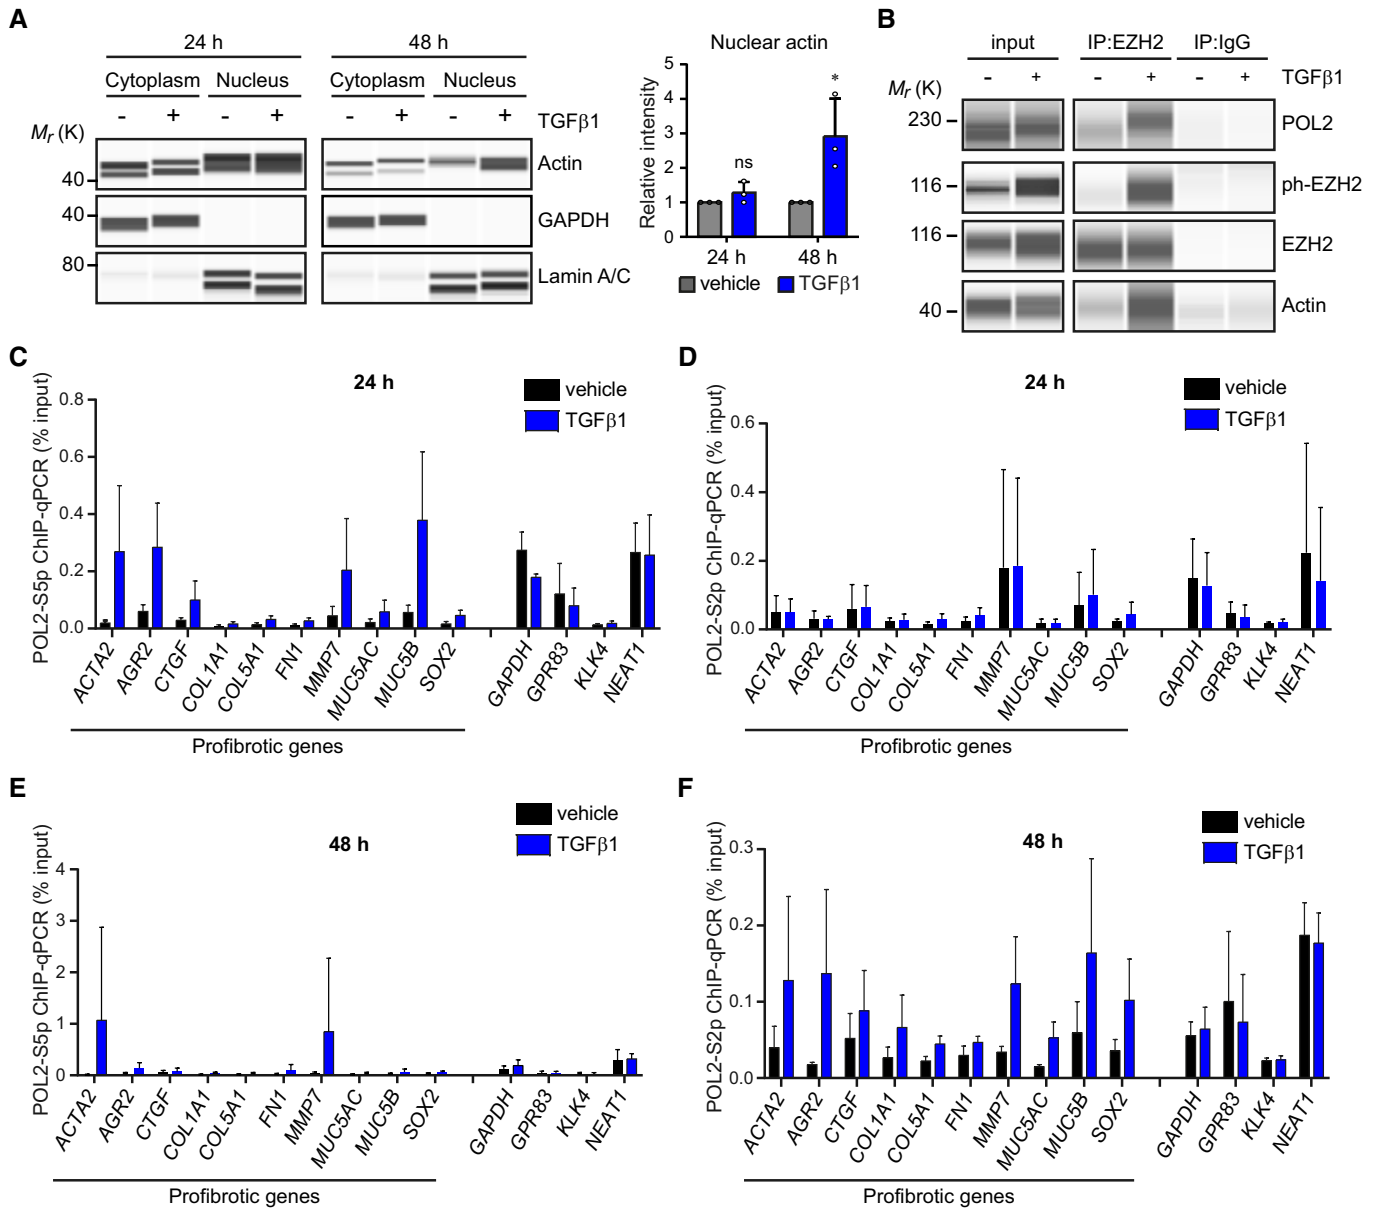 A
24 h
48 h
Cytoplasm Nucleus
Cytoplasm Nucleus
- + - +
- + - +
TGFβ1
Mr (K)
40
Actin
40
GAPDH
80
Lamin A/C
Nuclear actin
Relative intensity
5
4
3
2
1
0
ns
*
24 h 48 h
vehicle TGFβ1
B
input IP:EZH2 IP:IgG
- + - + - +
TGFβ1
Mr (K)
230
POL2
116
ph-EZH2
116
EZH2
40
Actin
C
24 h
vehicle
TGFβ1
POL2-S5p ChIP-qPCR (% input)
0.8
0.6
0.4
0.2
0.0
ACTA2 AGR2 CTGF COL1A1 COL5A1 FN1 MMP7 MUC5AC MUC5B SOX2 GAPDH GPR83 KLK4 NEAT1
Profibrotic genes
D
24 h
vehicle
TGFβ1
POL2-S2p ChIP-qPCR (% input)
0.6
0.4
0.2
0.0
ACTA2 AGR2 CTGF COL1A1 COL5A1 FN1 MMP7 MUC5AC MUC5B SOX2 GAPDH GPR83 KLK4 NEAT1
Profibrotic genes
E
48 h
vehicle
TGFβ1
POL2-S5p ChIP-qPCR (% input)
4
3
2
1
0
ACTA2 AGR2 CTGF COL1A1 COL5A1 FN1 MMP7 MUC5AC MUC5B SOX2 GAPDH GPR83 KLK4 NEAT1
Profibrotic genes
F
48 h
vehicle
TGFβ1
POL2-S2p ChIP-qPCR (% input)
0.3
0.2
0.1
0.0
ACTA2 AGR2 CTGF COL1A1 COL5A1 FN1 MMP7 MUC5AC MUC5B SOX2 GAPDH GPR83 KLK4 NEAT1
Profibrotic genes